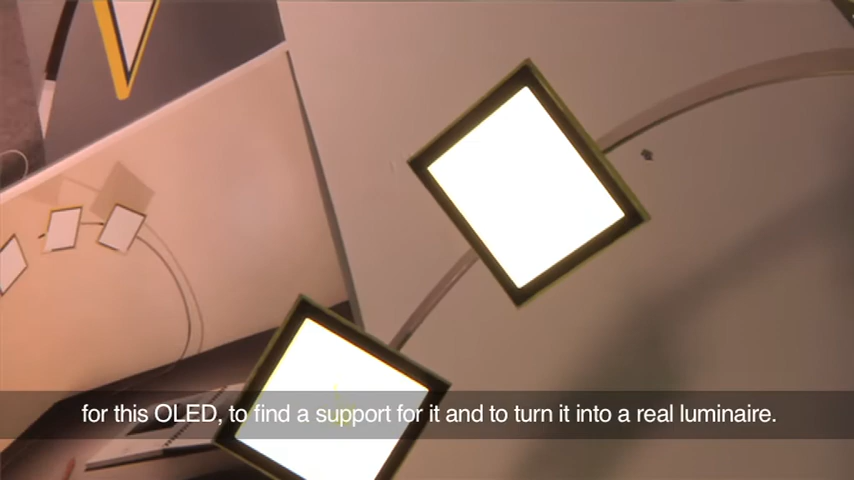 for this OLED, to find a support for it and to turn it into a real luminaire.